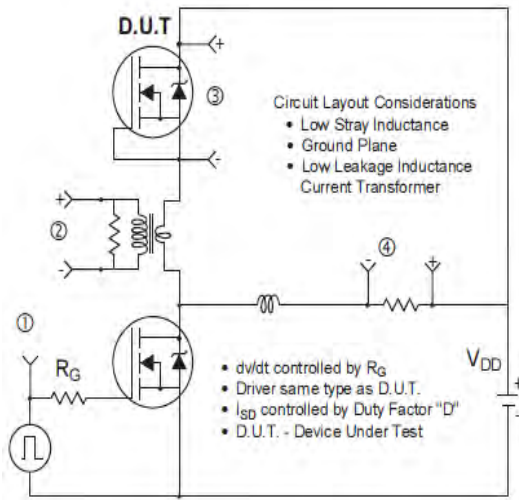 D.U.T
+
③
-
Circuit Layout Considerations
• Low Stray Inductance
• Ground Plane
• Low Leakage Inductance
Current Transformer
+
②
-
④
-
+
①
RG
VDD
+
-
• dv/dt controlled by RG
• Driver same type as D.U.T.
• ISD controlled by Duty Factor "D"
• D.U.T. - Device Under Test